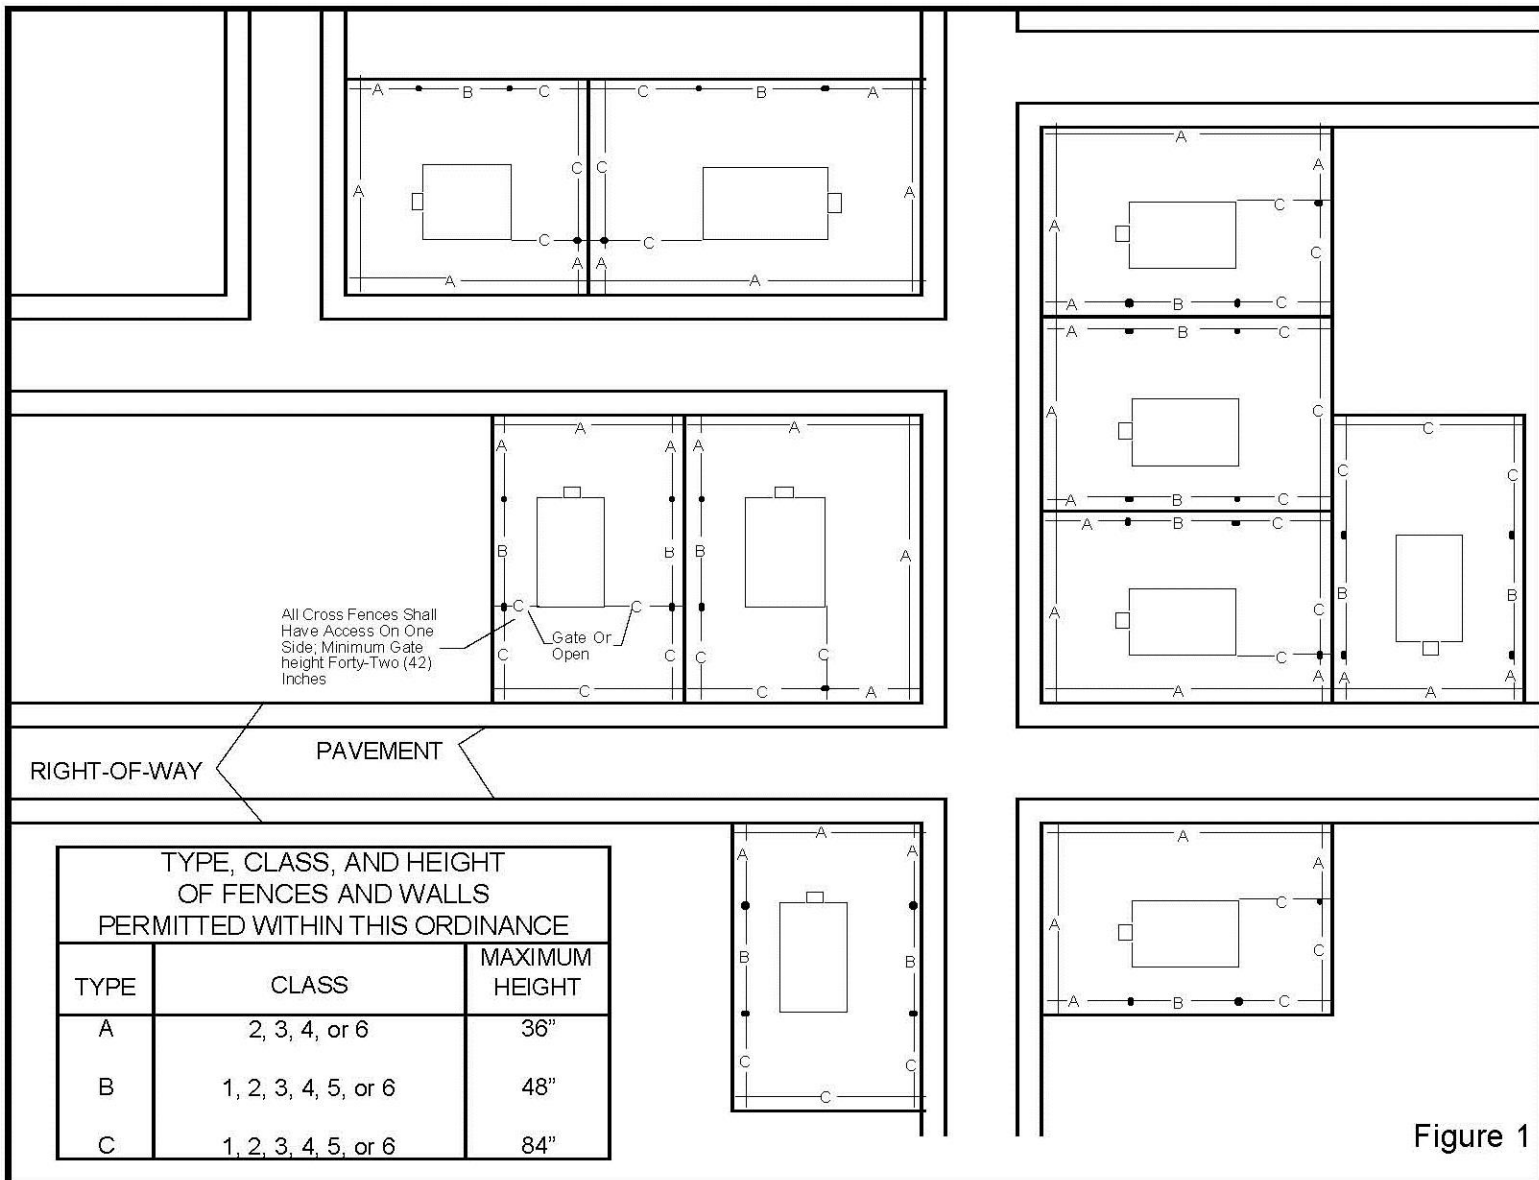 A B C C B A
A C C A
C C
A A A A
A
A
A
C
A
C
A B C
A B C
A C
A B C
A B C
A C
C
A A
C
C C
B B
A A
A
A A
A A A
B B B A
C C
C C C C
C C A
All Cross Fences Shall
Have Access On One
Side; Minimum Gate
height Forty-Two (42)
Inches
Gate Or
Open
RIGHT-OF-WAY
PAVEMENT
A
A A
B B
C C
C
A
A
C
A C
A B C
TYPE, CLASS, AND HEIGHT
OF FENCES AND WALLS
PERMITTED WITHIN THIS ORDINANCE
TYPE CLASS MAXIMUM
HEIGHT
A 2, 3, 4, or 6 36”
B 1, 2, 3, 4, 5, or 6 48”
C 1, 2, 3, 4, 5, or 6 84”
Figure 1